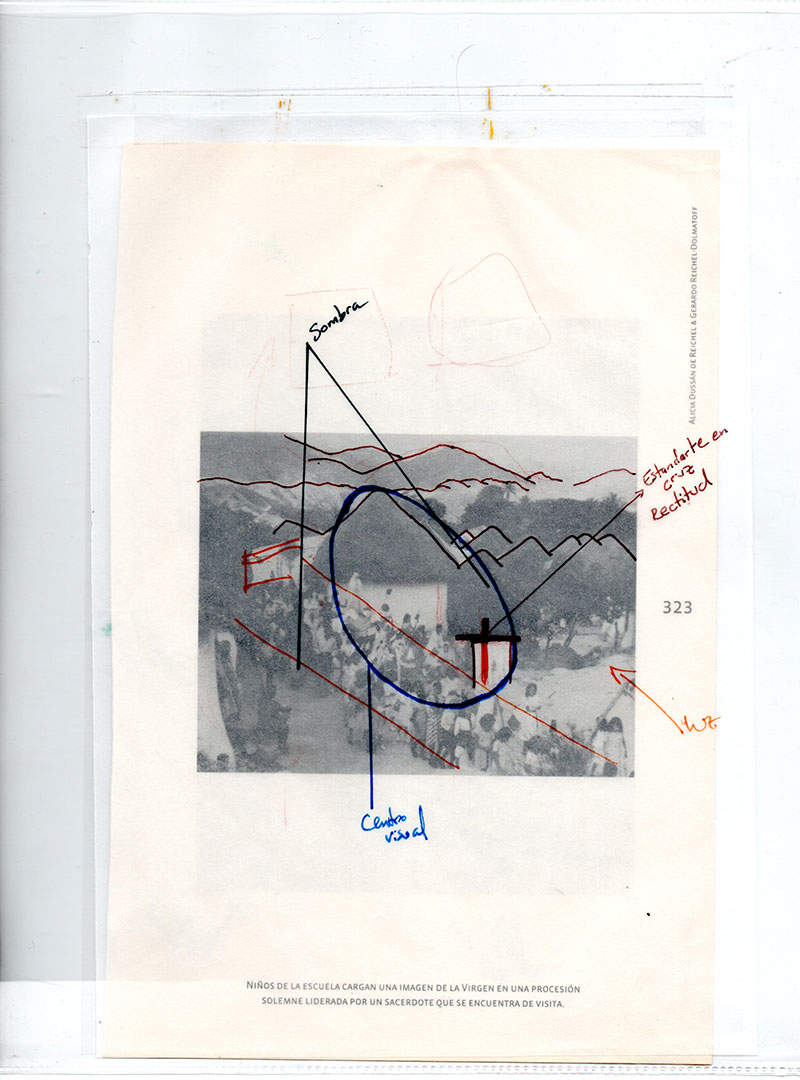 Sombra
ALICIA DUSSÁN DE REICHEL & GERARDO REICHEL-DOLMATOFF
Estandarte en
cruz
Rectitud
323
luz
Centro
visual
NIÑOS DE LA ESCUELA CARGAN UNA IMAGEN DE LA VIRGEN EN UNA PROCESIÓN
SOLEMNE LIDERADA POR UN SACERDOTE QUE SE ENCUENTRA DE VISITA.